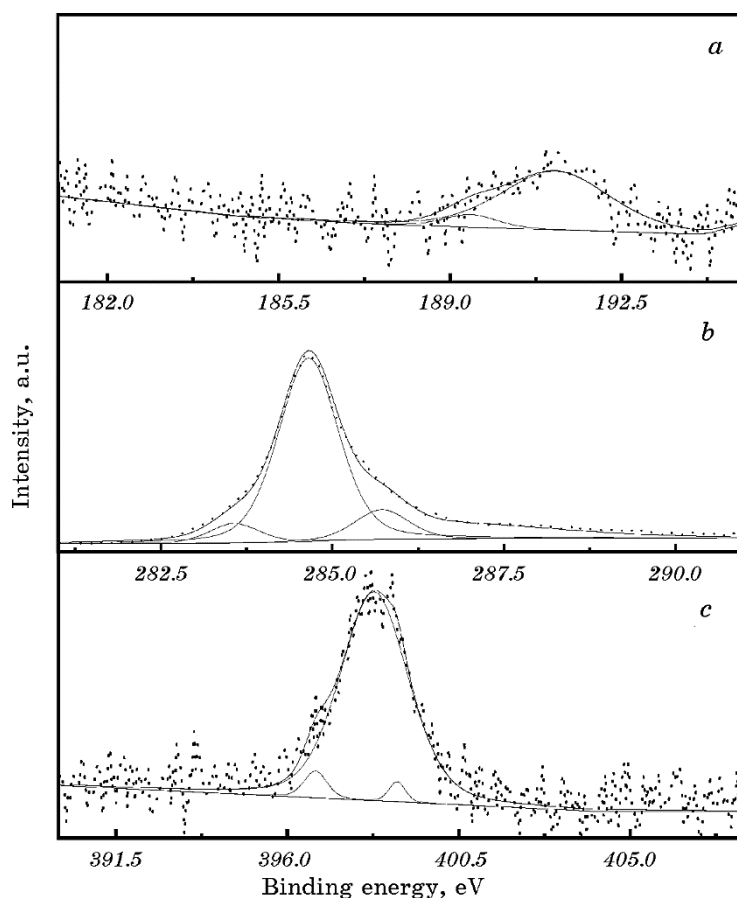 a
182.0 185.5 189.0 192.5
b
Intensity, a.u.
282.5 285.0 287.5 290.0
c
391.5 396.0 400.5 405.0
Binding energy, eV